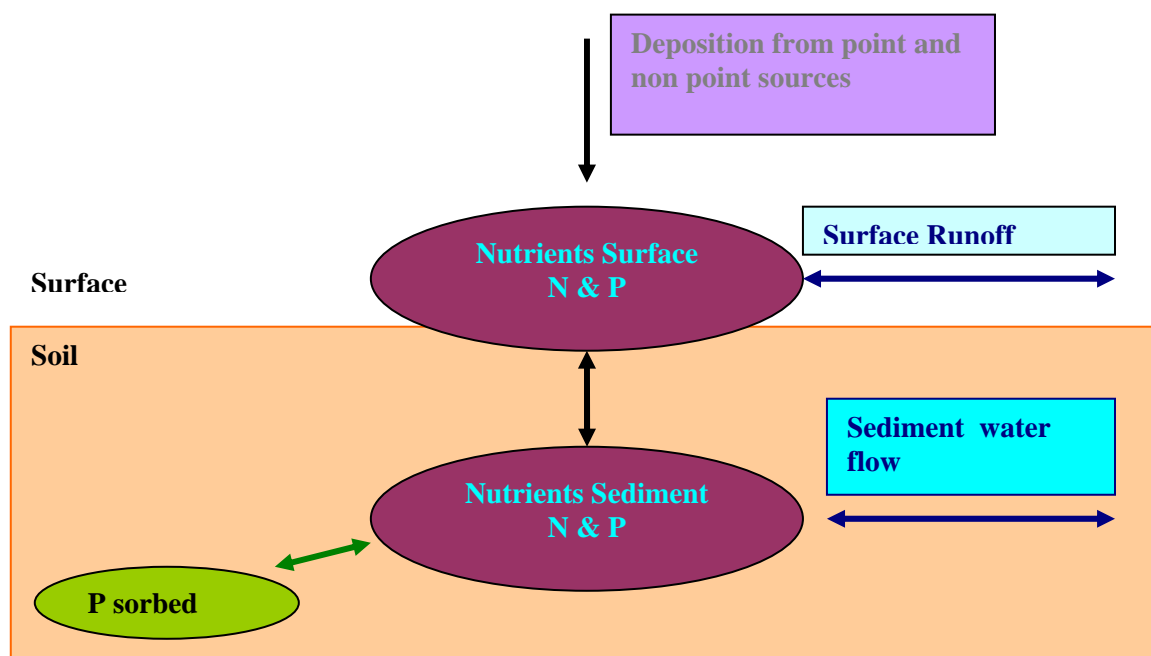 Deposition from point and
non point sources
Nutrients Surface
N & P
Surface Runoff
Surface
Soil
Sediment water
flow
Nutrients Sediment
N & P
P sorbed